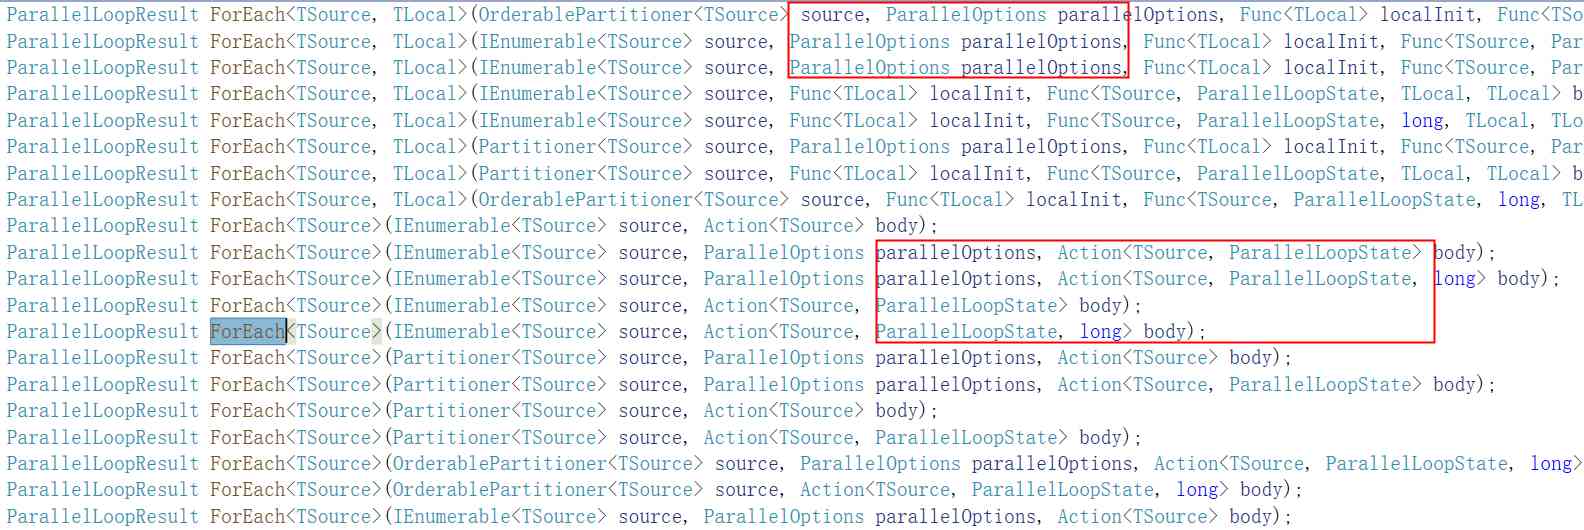 ParallelLoopResult ForEach<TSource, TLocal>(OrderablePartitioner<TSource> source, ParallelOptions parallelOptions, Func<TLocal> localInit, Func<TSo
ParallelLoopResult ForEach<TSource, TLocal>(IEnumerable<TSource> source, ParallelOptions parallelOptions, Func<TLocal> localInit, Func<TSource, Par
ParallelLoopResult ForEach<TSource, TLocal>(IEnumerable<TSource> source, ParallelOptions parallelOptions, Func<TLocal> localInit, Func<TSource, Par
ParallelLoopResult ForEach<TSource, TLocal>(IEnumerable<TSource> source, Func<TLocal> localInit, Func<TSource, ParallelLoopState, TLocal, TLocal> b
ParallelLoopResult ForEach<TSource, TLocal>(IEnumerable<TSource> source, Func<TLocal> localInit, Func<TSource, ParallelLoopState, long, TLocal, TLo
ParallelLoopResult ForEach<TSource, TLocal>(Partitioner<TSource> source, ParallelOptions parallelOptions, Func<TLocal> localInit, Func<TSource, Par
ParallelLoopResult ForEach<TSource, TLocal>(Partitioner<TSource> source, Func<TLocal> localInit, Func<TSource, ParallelLoopState, TLocal, TLocal> b
ParallelLoopResult ForEach<TSource, TLocal>(OrderablePartitioner<TSource> source, Func<TLocal> localInit, Func<TSource, ParallelLoopState, long, TL
ParallelLoopResult ForEach<TSource>(IEnumerable<TSource> source, Action<TSource> body);
ParallelLoopResult ForEach<TSource>(IEnumerable<TSource> source, ParallelOptions parallelOptions, Action<TSource, ParallelLoopState> body);
ParallelLoopResult ForEach<TSource>(IEnumerable<TSource> source, ParallelOptions parallelOptions, Action<TSource, ParallelLoopState, long> body);
ParallelLoopResult ForEach<TSource>(IEnumerable<TSource> source, Action<TSource, ParallelLoopState> body);
ParallelLoopResult ForEach<TSource>(IEnumerable<TSource> source, Action<TSource, ParallelLoopState, long> body);
ParallelLoopResult ForEach<TSource>(Partitioner<TSource> source, ParallelOptions parallelOptions, Action<TSource> body);
ParallelLoopResult ForEach<TSource>(Partitioner<TSource> source, ParallelOptions parallelOptions, Action<TSource, ParallelLoopState> body);
ParallelLoopResult ForEach<TSource>(Partitioner<TSource> source, Action<TSource> body);
ParallelLoopResult ForEach<TSource>(Partitioner<TSource> source, Action<TSource, ParallelLoopState> body);
ParallelLoopResult ForEach<TSource>(OrderablePartitioner<TSource> source, ParallelOptions parallelOptions, Action<TSource, ParallelLoopState, long>
ParallelLoopResult ForEach<TSource>(OrderablePartitioner<TSource> source, Action<TSource, ParallelLoopState, long> body);
ParallelLoopResult ForEach<TSource>(IEnumerable<TSource> source, ParallelOptions parallelOptions, Action<TSource> body);